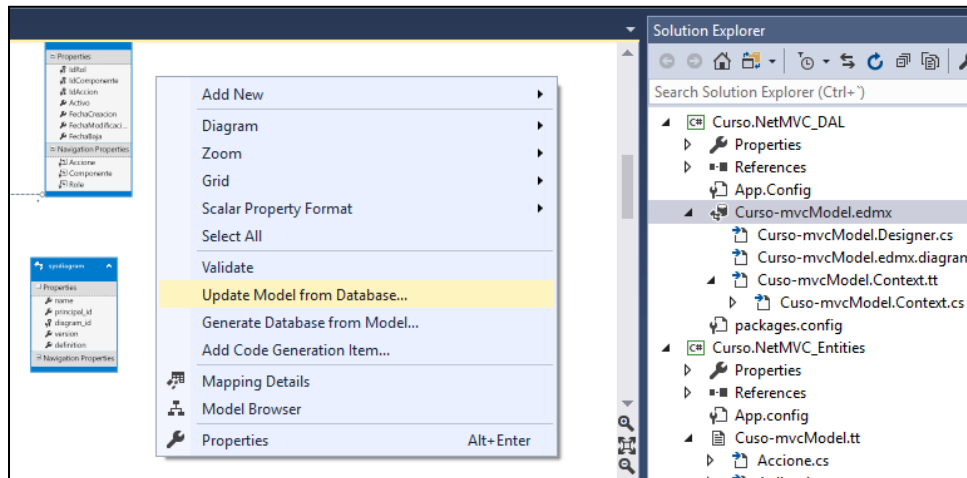 Properties
IdRol
IdComponente
IdAccion
Activo
FechaCreacion
FechaModificaci...
FechaBaja
Navigation Properties
Accione
Componente
Role
sysdiagram
Properties
name
principal_id
diagram_id
version
definition
Navigation Properties
Add New
Diagram
Zoom
Grid
Scalar Property Format
Select All
Validate
Update Model from Database...
Generate Database from Model...
Add Code Generation Item...
Mapping Details
Model Browser
Properties Alt+Enter
Solution Explorer
Search Solution Explorer (Ctrl+`)
C# Curso.NetMVC_DAL
Properties
References
App.Config
Curso-mvcModel.edmx
Curso-mvcModel.Designer.cs
Curso-mvcModel.edmx.diagram
Cuso-mvcModel.Context.tt
Cuso-mvcModel.Context.cs
packages.config
C# Curso.NetMVC_Entities
Properties
References
App.config
Cuso-mvcModel.tt
Accione.cs